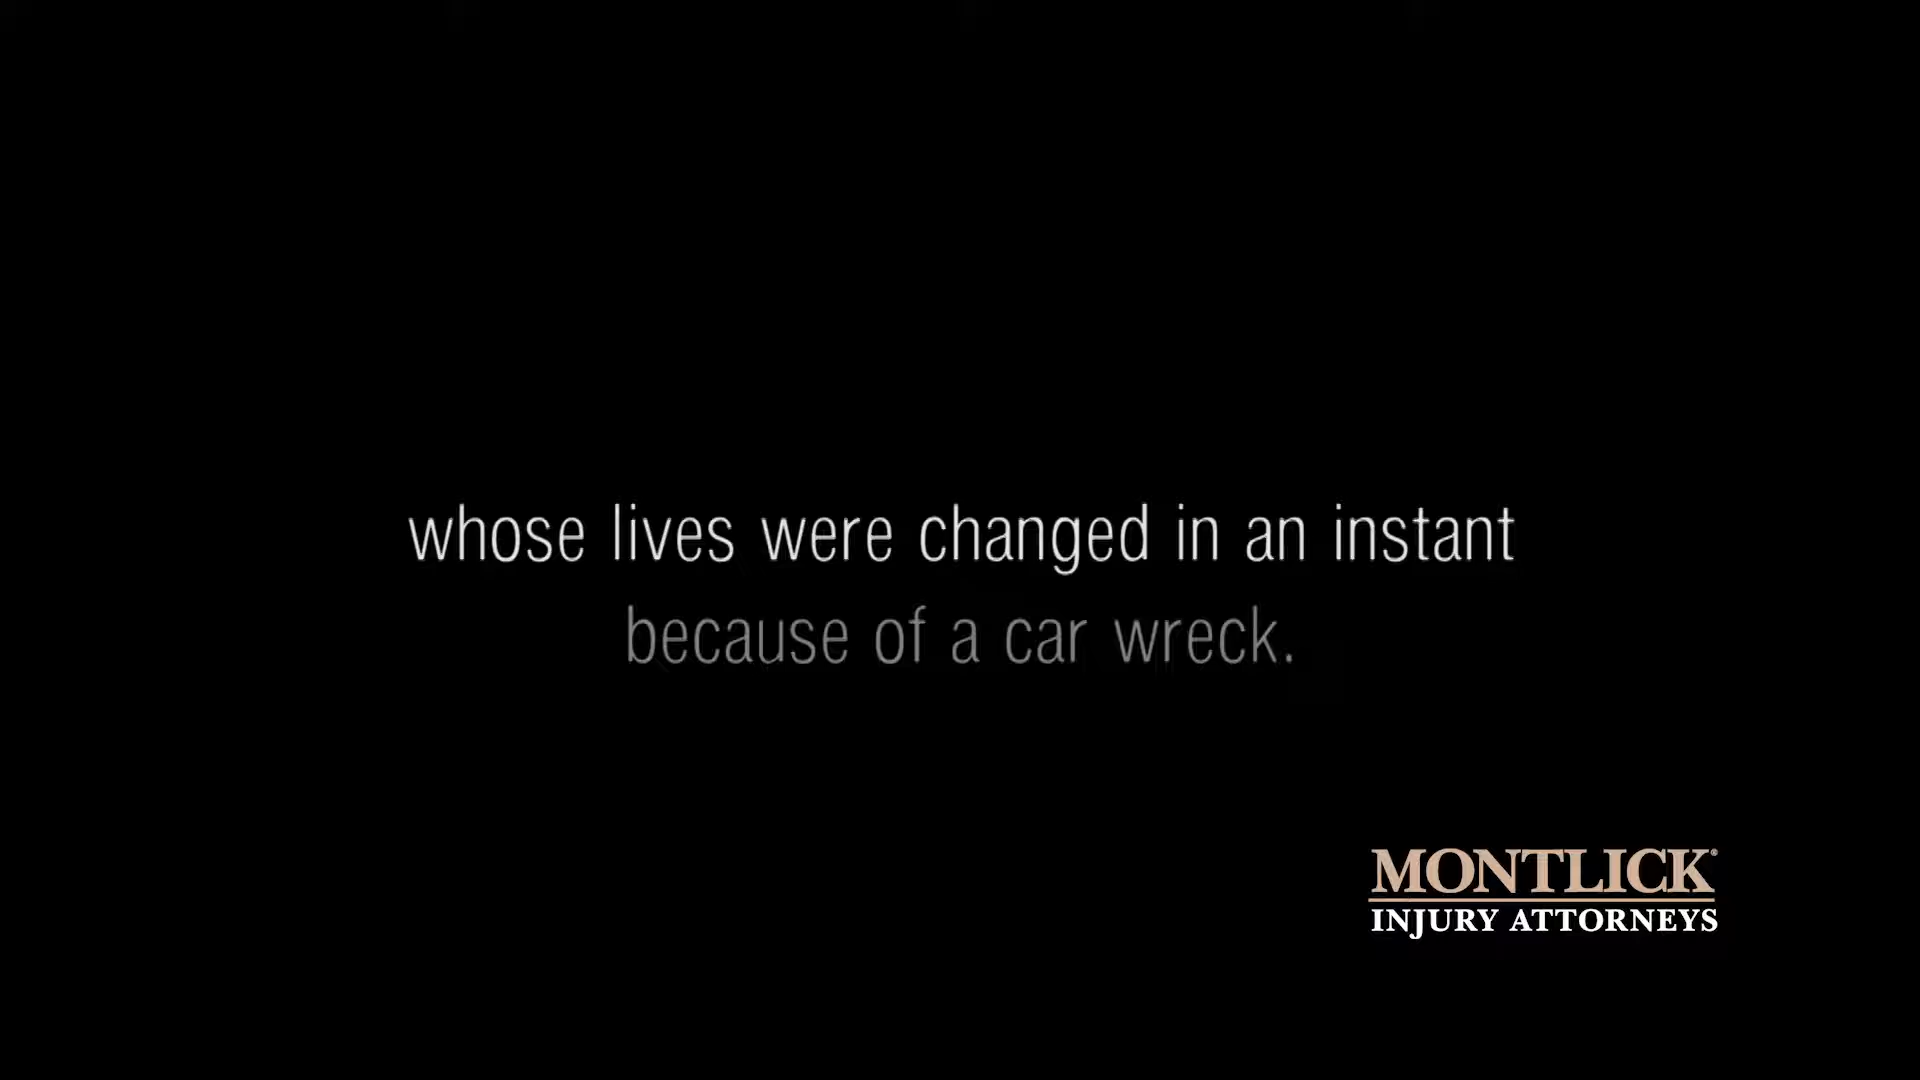 whose lives were changed in an instant
because of a car wreck.
MONTLICK®
INJURY ATTORNEYS